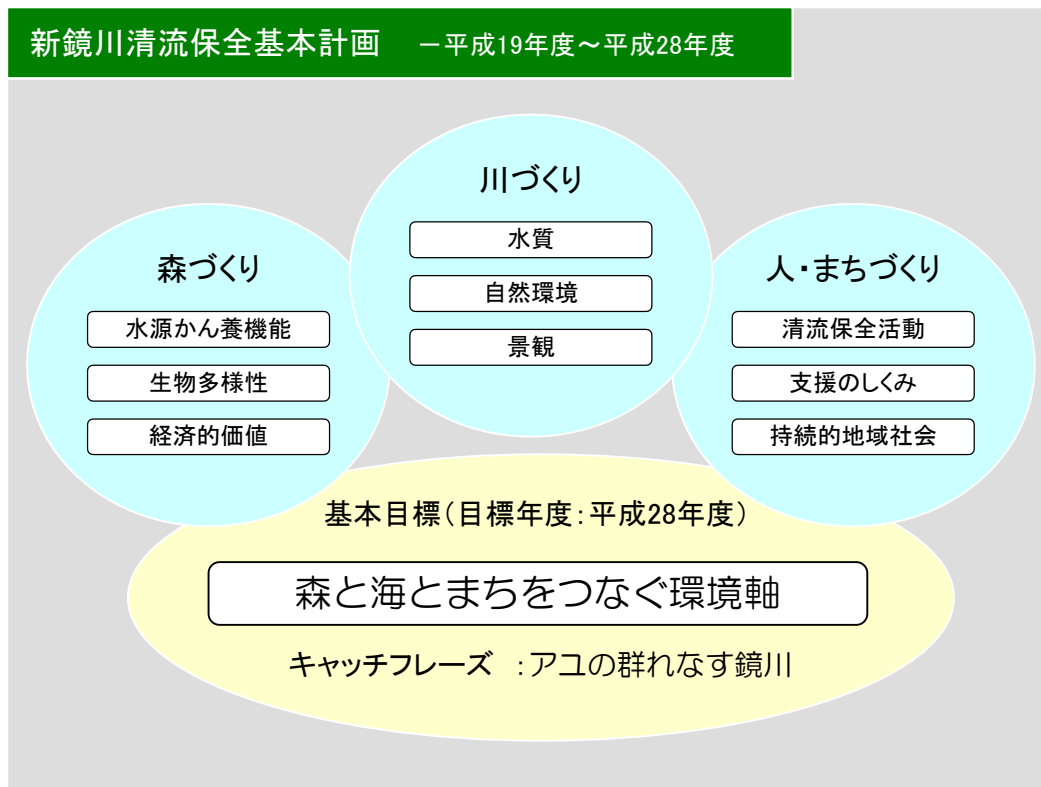 新鏡川清流保全基本計画 －平成19年度～平成28年度
川づくり
水質
自然環境
景観
森づくり
水源かん養機能
生物多様性
経済的価値
人・まちづくり
清流保全活動
支援のしくみ
持続的地域社会
基本目標（目標年度：平成28年度）
森と海とまちをつなぐ環境軸
キャッチフレーズ ：アユの群れなす鏡川